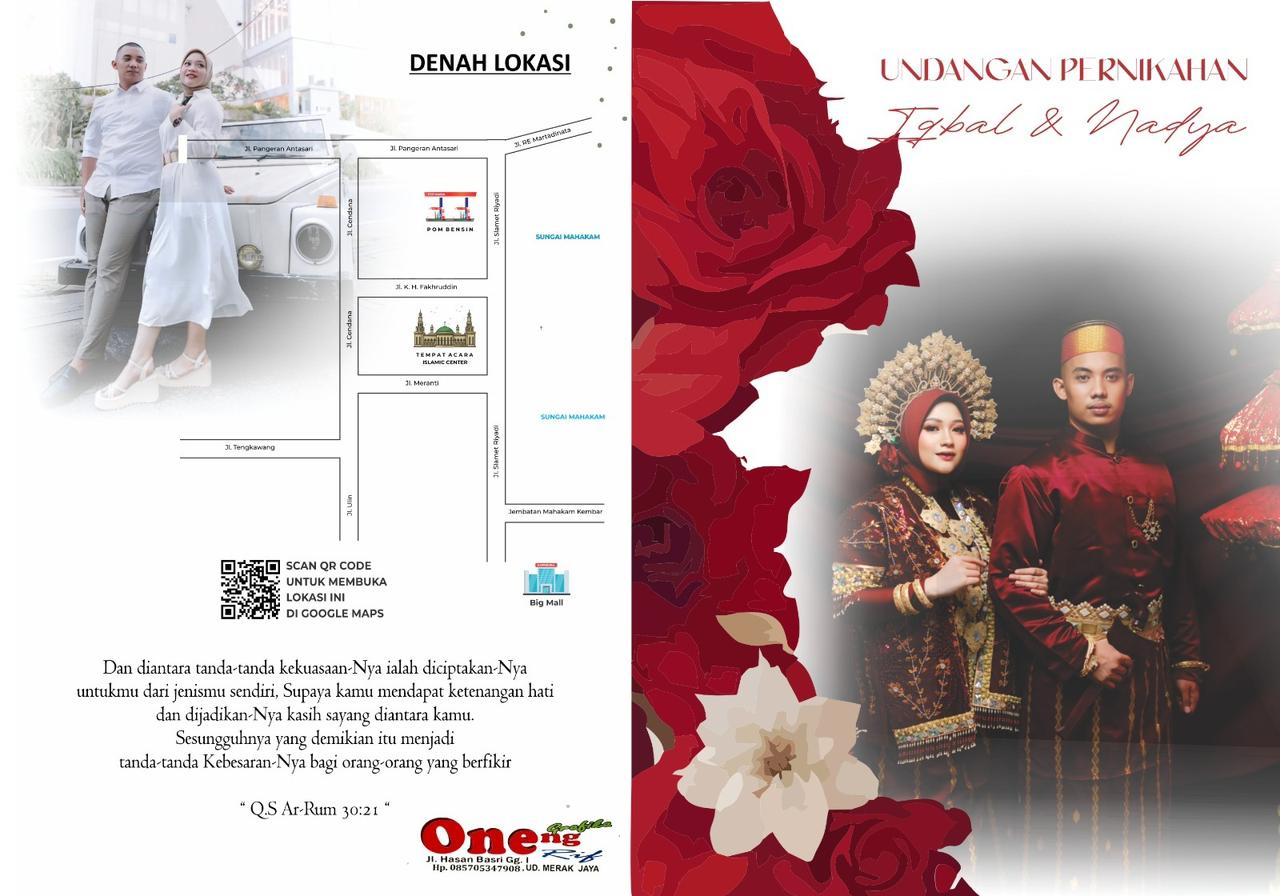 DENAH LOKASI
Jl. Pangeran Antasari
Jl. Pangeran Antasari
Jl. RE Martadinata
Jl. Cendana
POM BENSIN
Jl. Slamet Riyadi
SUNGAI MAHAKAM
Jl. K. H. Fakhruddin
Jl. Cendana
TEMPAT ACARA
ISLAMIC CENTER
Jl. Meranti
SUNGAI MAHAKAM
Jl. Tengkawang
Jl. Slamet Riyadi
Jl. Ulin
Jembatan Mahakam Kembar
Big Mall
SCAN QR CODE
UNTUK MEMBUKA
LOKASI INI
DI GOOGLE MAPS
Dan diantara tanda-tanda kekuasaan-Nya ialah diciptakan-Nya
untukmu dari jenismu sendiri, Supaya kamu mendapat ketenangan hati
dan dijadikan-Nya kasih sayang diantara kamu.
Sesungguhnya yang demikian itu menjadi
tanda-tanda Kebesaran-Nya bagi orang-orang yang berfikir
“ Q.S Ar-Rum 30:21 “
Oneng Grafika
Rif
Jl. Hasan Basri Gg. I
Hp. 085705347908 . UD. MERAK JAYA
UNDANGAN PERNIKAHAN
Iqbal & Nadya